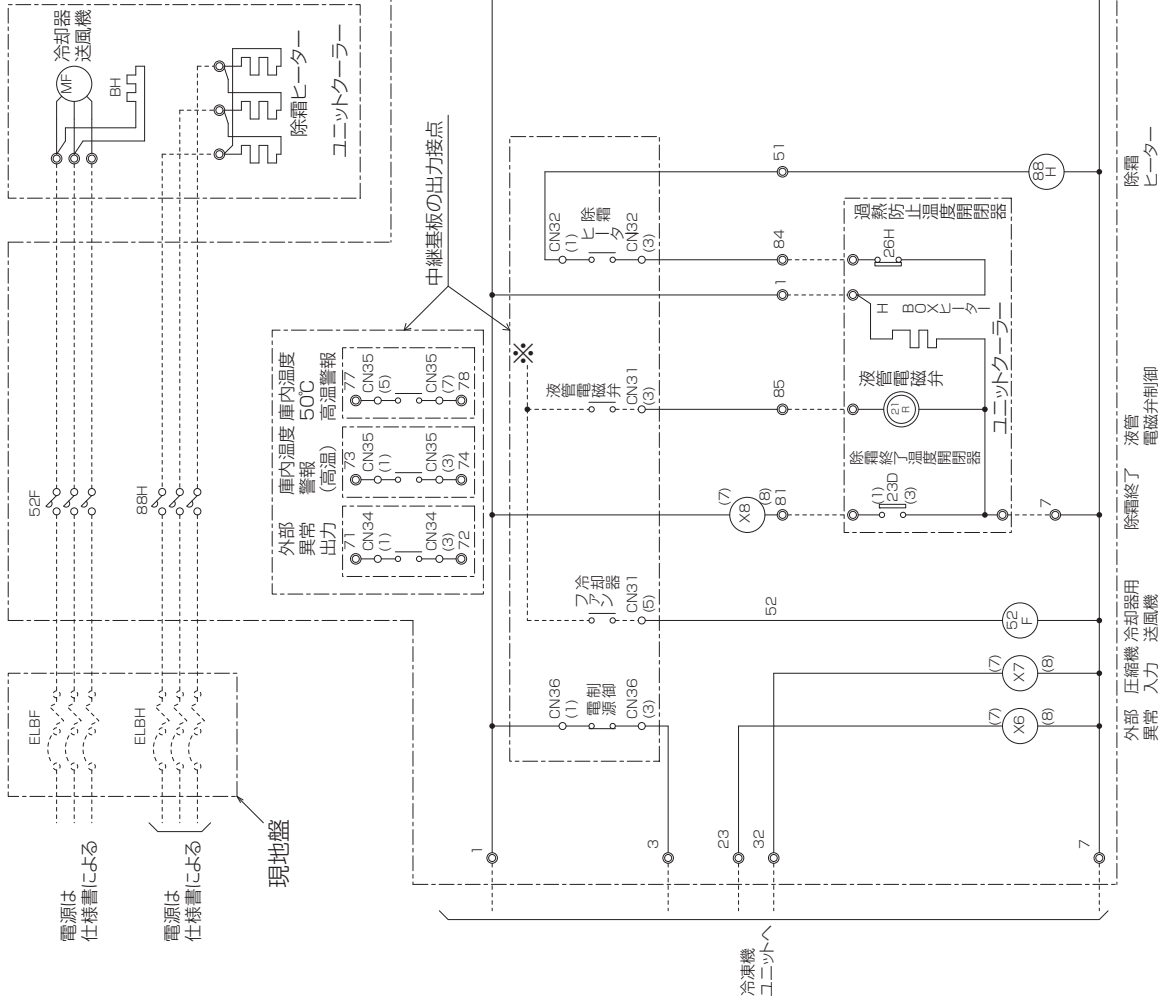 冷却器
送風機
MF
BH
除霜ヒーター
ユニットクーラー
52F
88H
ELBF
ELBH
電源は
仕様書による
電源は
仕様書による
現地盤
中継基板の出力接点
外部
異常
出力
71
CN34
(1)
CN34
(3)
72
庫内温度
警報
(高温)
73
CN35
(1)
CN35
(3)
74
庫内温度
50℃
高温警報
77
CN35
(5)
CN35
(7)
78
※
CN36
(1)
電源
制御
CN36
(3)
冷却器
ファン
CN31
(5)
液管電磁弁
CN31
(3)
CN32
(1)
除霜
ヒータ
CN32
(3)
1
3
23
32
7
冷凍機
ユニットへ
52
52
F
(7)
X7
(8)
(7)
X6
(8)
(7)
X8
(8)
81
85
1
84
51
除霜終了温度開閉器
(1)
23D
(3)
液管電磁弁
21
R
H BOXヒーター
過熱防止温度開閉器
26H
ユニットクーラー
7
88
H
外部
異常
圧縮機
入力
冷却器用
送風機
除霜終了
液管
電磁弁制御
除霜
ヒーター